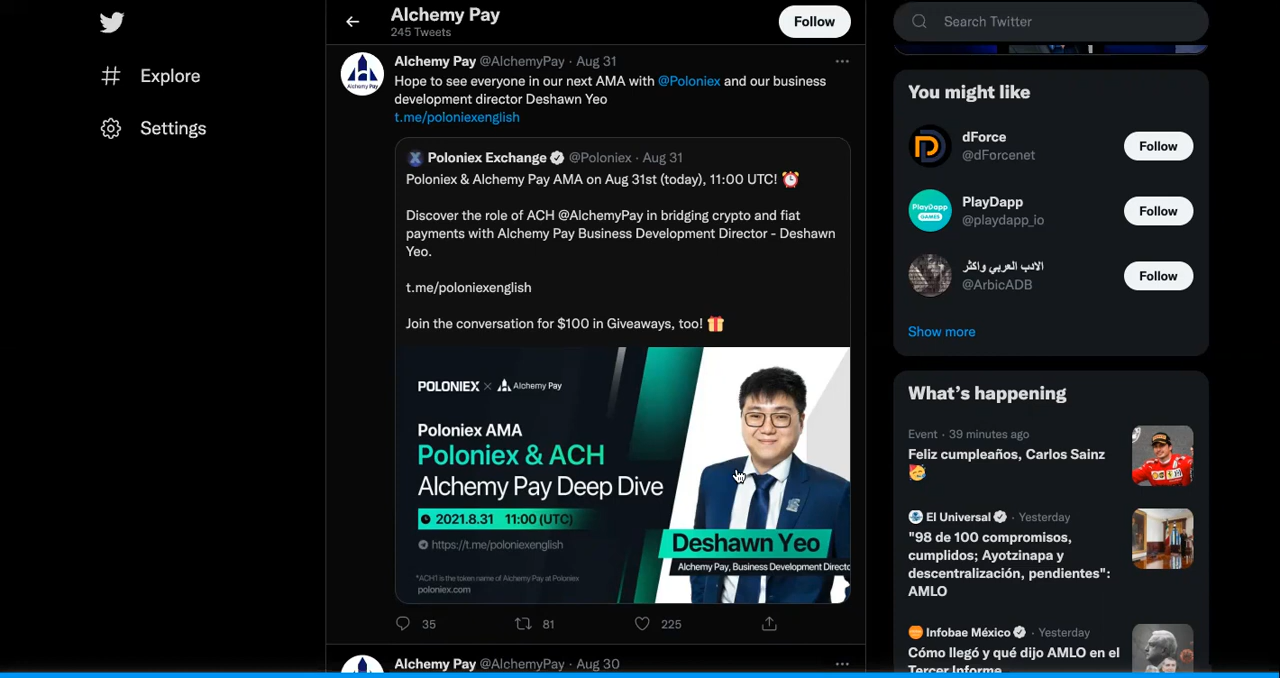 Explore
Settings
Alchemy Pay
245 Tweets
Follow
Alchemy Pay @AlchemyPay · Aug 31
Hope to see everyone in our next AMA with @Poloniex and our business
development director Deshawn Yeo
t.me/poloniexenglish
Poloniex Exchange @Poloniex · Aug 31
Poloniex & Alchemy Pay AMA on Aug 31st (today), 11:00 UTC! ⏰
Discover the role of ACH @AlchemyPay in bridging crypto and fiat
payments with Alchemy Pay Business Development Director - Deshawn
Yeo.
t.me/poloniexenglish
Join the conversation for $100 in Giveaways, too! 🎁
POLONIEX × Alchemy Pay
Poloniex AMA
Poloniex & ACH
Alchemy Pay Deep Dive
2021.8.31 11:00 (UTC)
https://t.me/poloniexenglish
*ACH1 is the token name of Alchemy Pay at Poloniex
poloniex.com
Deshawn Yeo
Alchemy Pay, Business Development Directo
35
81
225
Alchemy Pay @AlchemyPay · Aug 30
Search Twitter
You might like
dForce
@dForcenet
Follow
PlayDapp
GAMES
PlayDapp
@playdapp_io
Follow
الادب العربي واكثر
@ArbicADB
Follow
Show more
What's happening
Event · 39 minutes ago
Feliz cumpleaños, Carlos Sainz
🥳
El Universal · Yesterday
"98 de 100 compromisos,
cumplidos; Ayotzinapa y
descentralización, pendientes":
AMLO
Infobae México · Yesterday
Cómo llegó y qué dijo AMLO en el
Tercer Informe